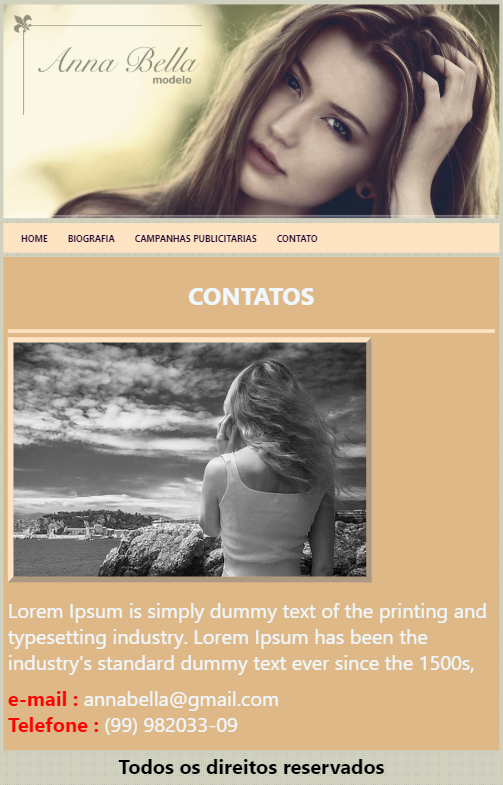 Anna Bella
modelo
HOME BIOGRAFIA CAMPANHAS PUBLICITARIAS CONTATO
CONTATOS
Lorem Ipsum is simply dummy text of the printing and
typesetting industry. Lorem Ipsum has been the
industry's standard dummy text ever since the 1500s,
e-mail : annabella@gmail.com
Telefone : (99) 982033-09
Todos os direitos reservados